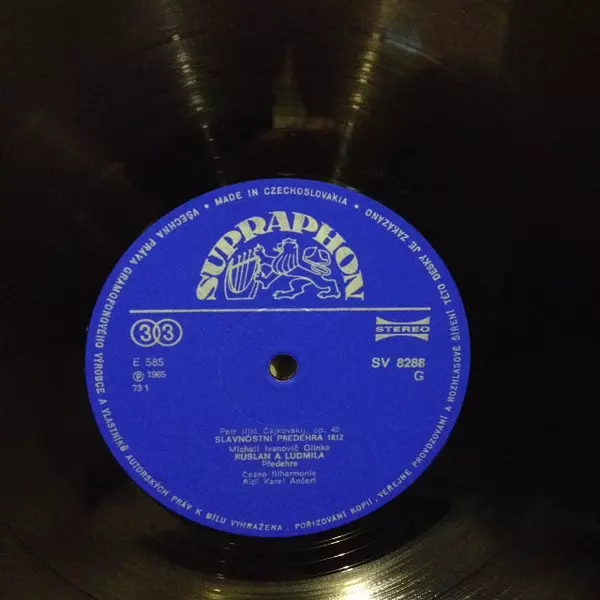 VŠECHNA PRÁVA GRAMOFONOVÉHO VÝROBCE A VLASTNÍKŮ AUTORSKÝCH PRÁV K DÍLU VYHRAŽENA . POŘIZOVÁNÍ KOPIÍ, VEŘEJNÉ PROVOZOVÁNÍ A ROZHLASOVÉ ŠÍŘENÍ TÉTO DESKY JE ZAKÁZÁNO • MADE IN CZECHOSLOVAKIA •
SUPRAPHON
33
STEREO
E 585
SV 8288
℗ 1965
G
73 1
Petr Iljič Čajkovskij, op. 49
SLAVNOSTNÍ PŘEDEHRA 1812
Michail Ivanovič Glinka
RUSLAN A LUDMILA
Předehra
Česká filharmonie
Řídí Karel Ančerl